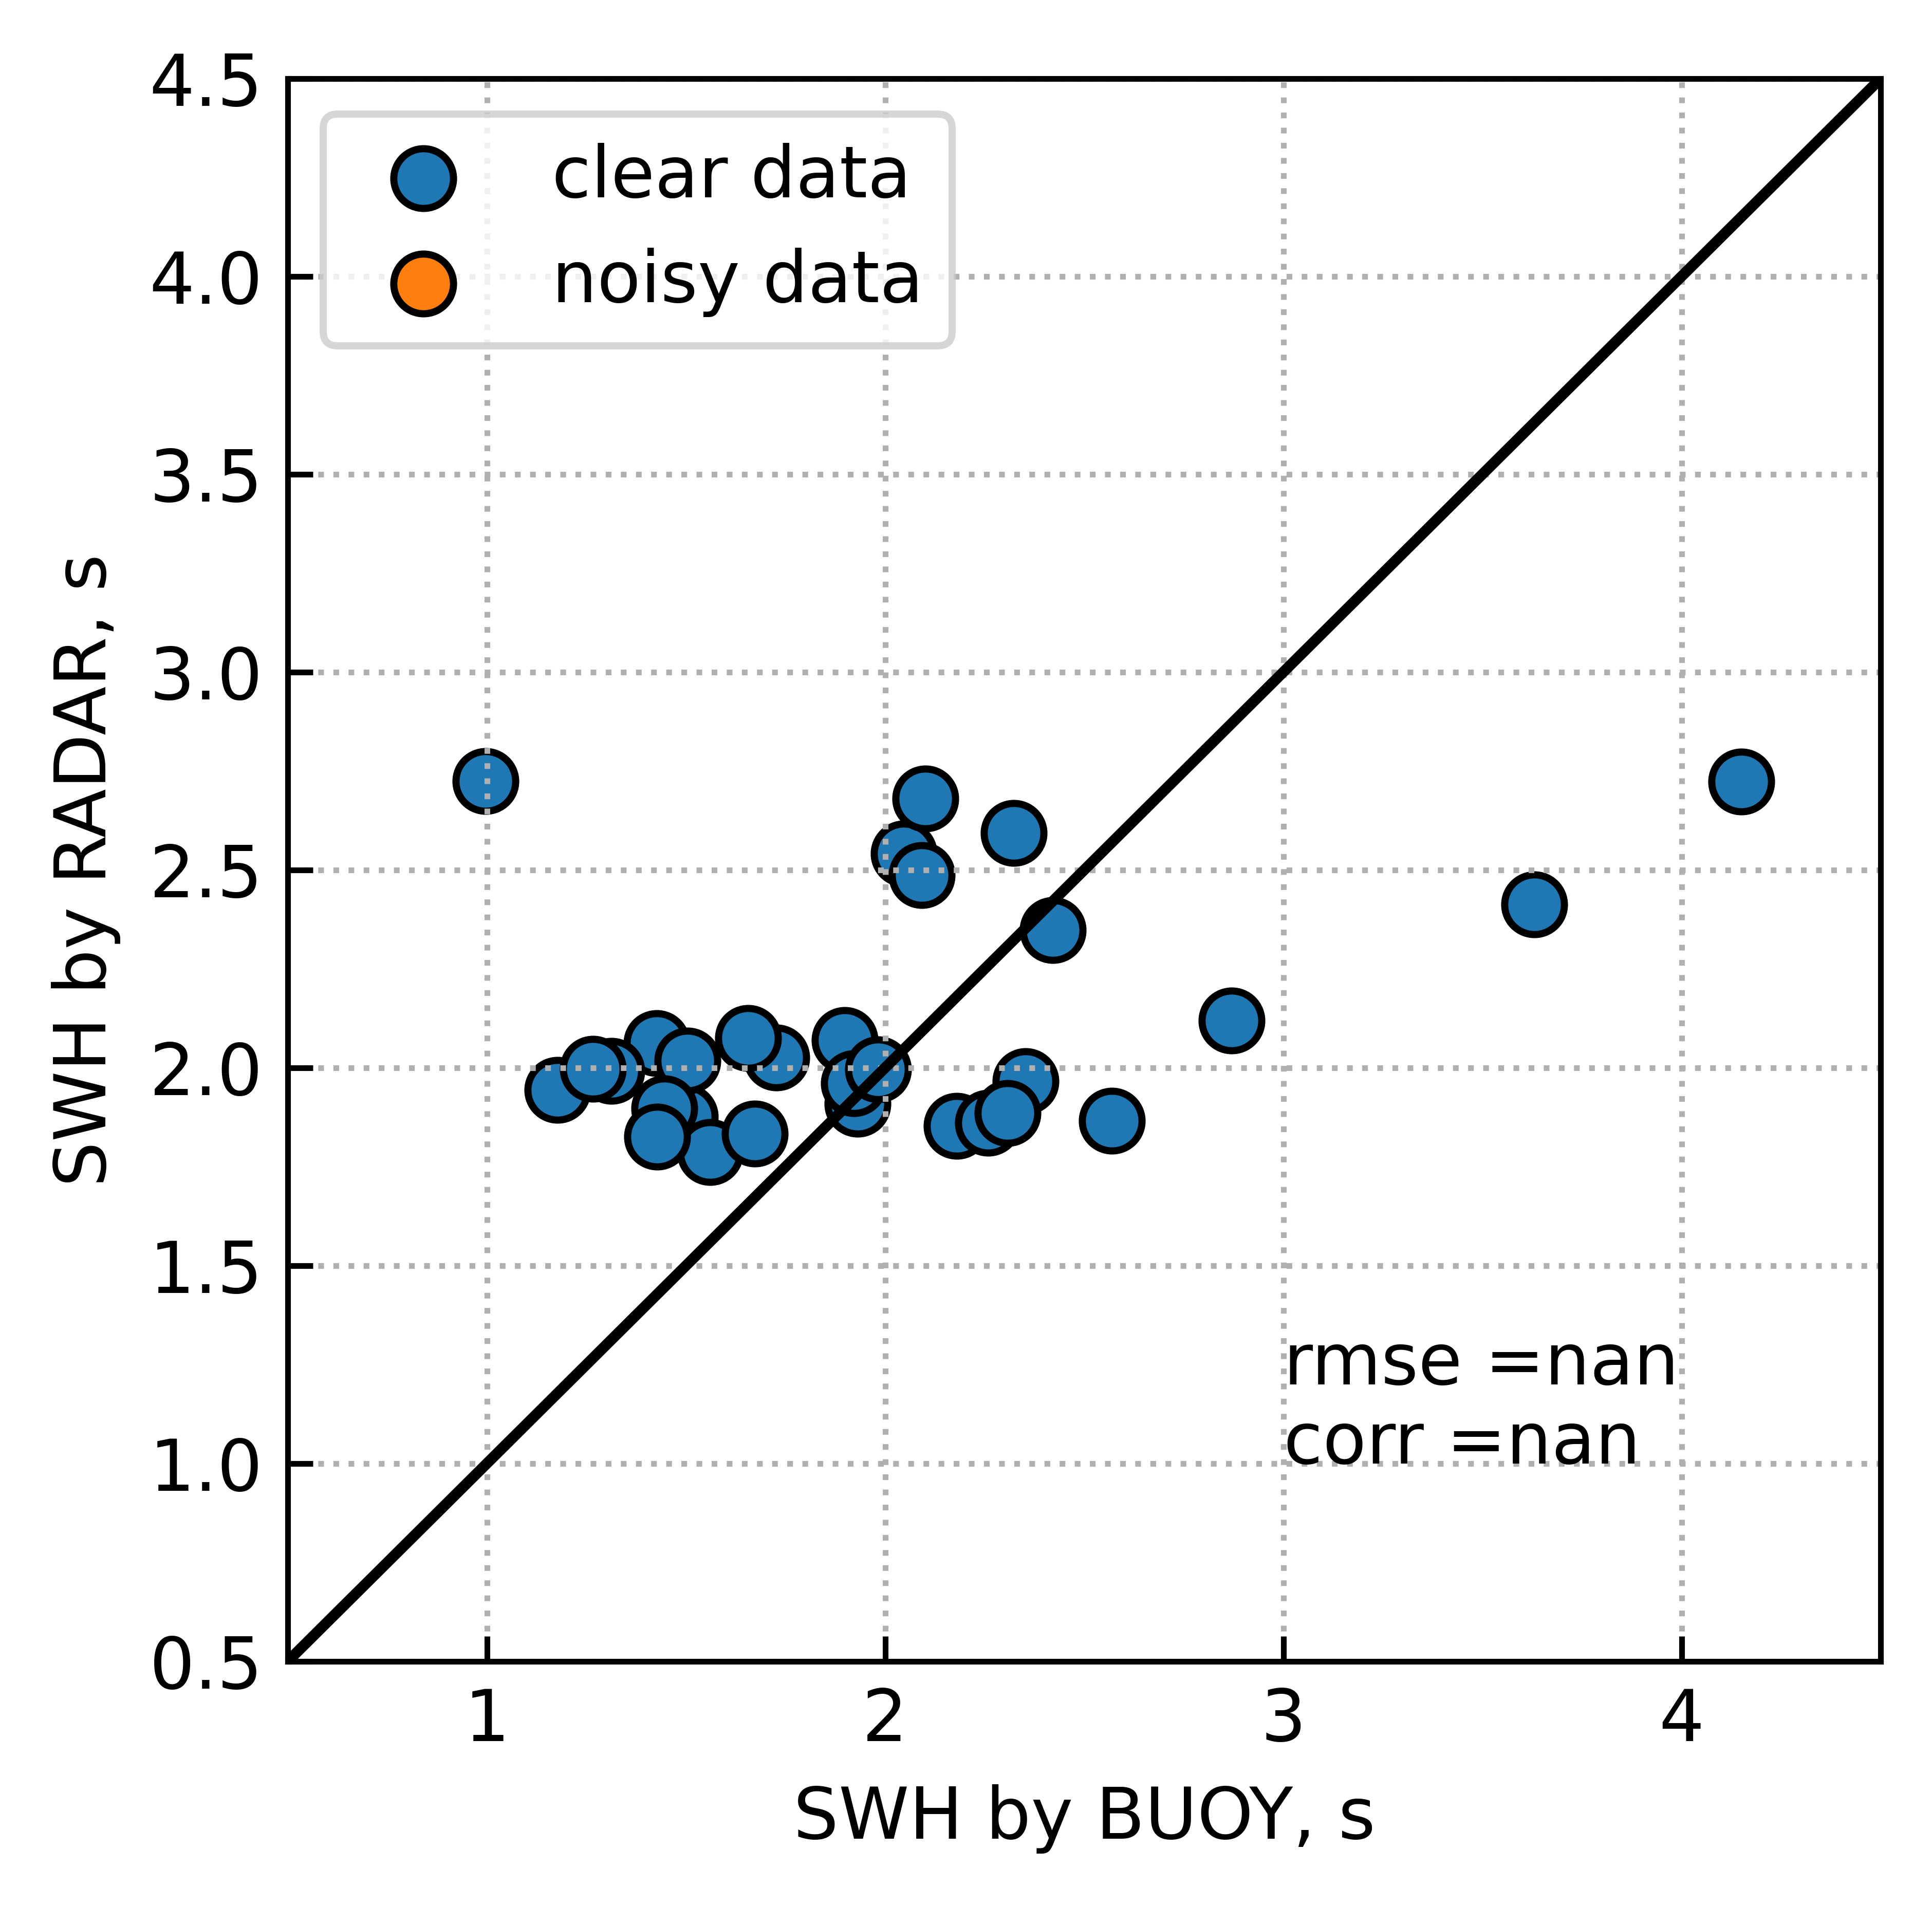 4.5
4.0
3.5
3.0
2.5
2.0
1.5
1.0
0.5
SWH by RADAR, s
clear data
noisy data
rmse =nan
corr =nan
1 2 3 4
SWH by BUOY, s